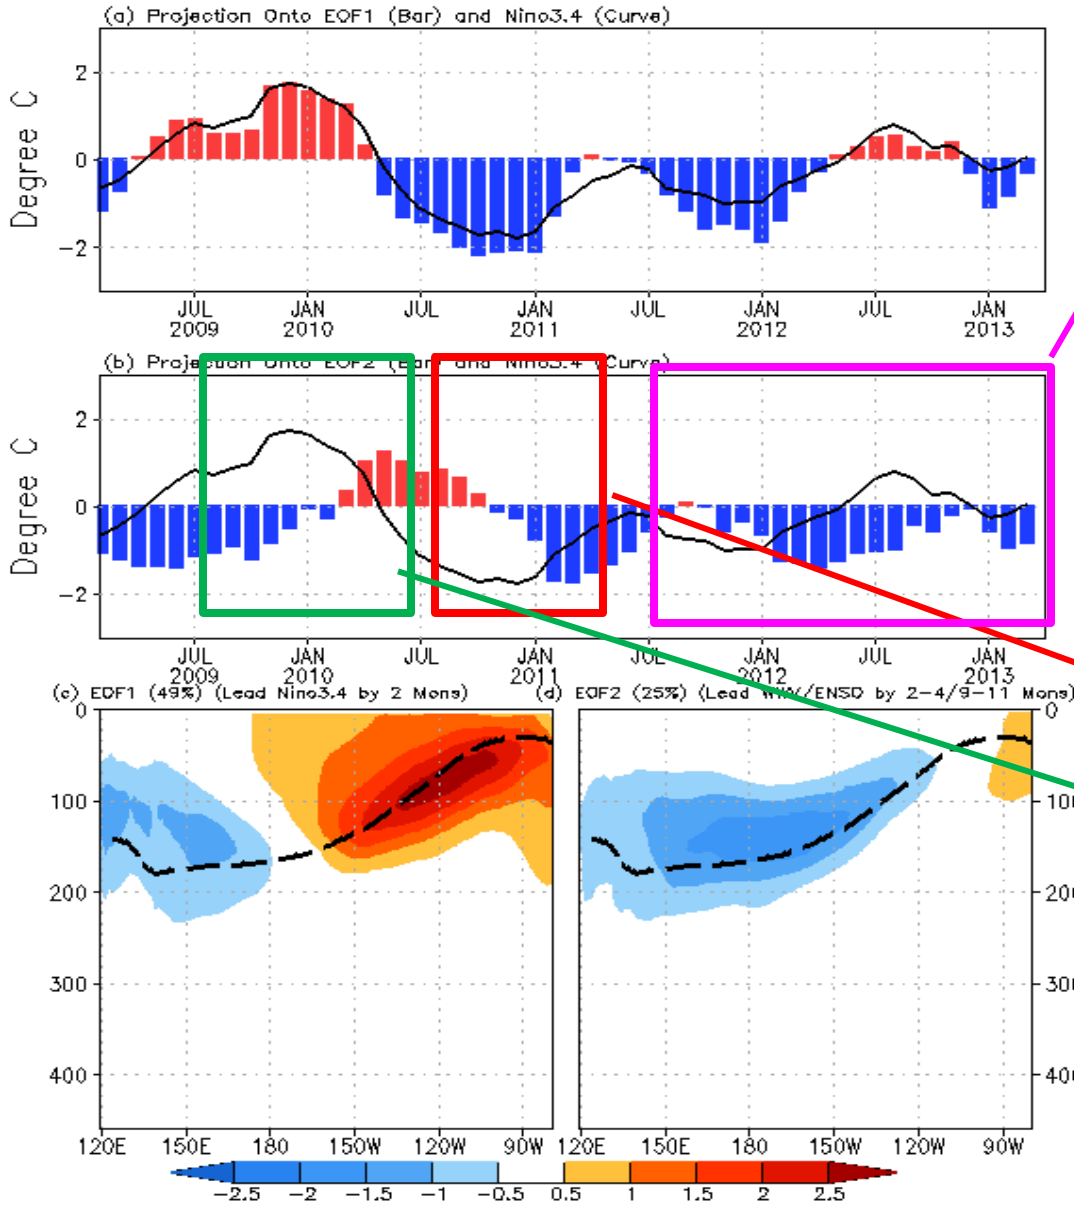 (a) Projection Onto EOF1 (Bar) and Nino3.4 (Curve)
Degree C
2
0
-2
JUL JAN JUL JAN JUL JAN JUL JAN
2009 2010 2011 2012 2013
(b) Projection Onto EOF2 (Bar) and Nino3.4 (Curve)
Degree C
2
0
-2
JUL JAN JUL JAN JUL JAN JUL JAN
2009 2010 2011 2012 2013
(c) EOF1 (49%) (Lead Nino3.4 by 2 Mons)
0
100
200
300
400
120E 150E 180 150W 120W 90W
(d) EOF2 (25%) (Lead WWV/ENSO by 2-4/9-11 Mons)
0
100
200
300
400
120E 150E 180 150W 120W 90W
-2.5 -2 -1.5 -1 -0.5 0.5 1 1.5 2 2.5